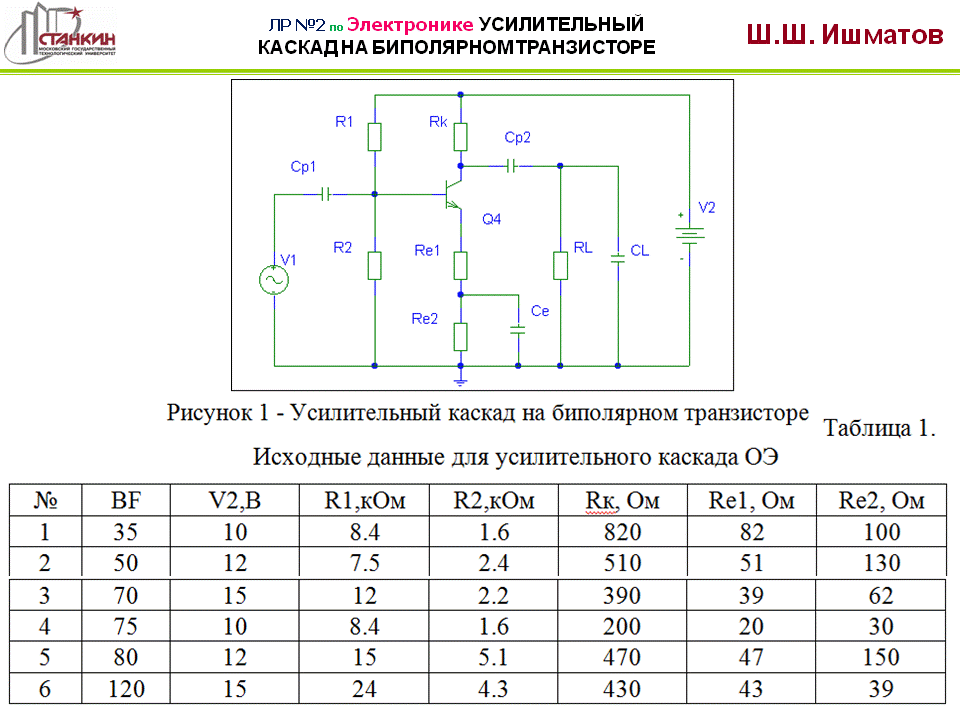 СТАНКИН
МОСКОВСКИЙ ГОСУДАРСТВЕННЫЙ
ТЕХНОЛОГИЧЕСКИЙ УНИВЕРСИТЕТ
ЛР №2 по Электронике УСИЛИТЕЛЬНЫЙ
КАСКАД НА БИПОЛЯРНОМ ТРАНЗИСТОРЕ
Ш.Ш. Ишматов
R1
Rk
Cp2
Cp1
V2
+
Q4
R2
Re1
RL
CL
V1
-
Re2
Ce
Рисунок 1 - Усилительный каскад на биполярном транзисторе
Таблица 1.
Исходные данные для усилительного каскада ОЭ
№ BF V2,В R1,кОм R2,кОм Rк, Ом Re1, Ом Re2, Ом
1 35 10 8.4 1.6 820 82 100
2 50 12 7.5 2.4 510 51 130
3 70 15 12 2.2 390 39 62
4 75 10 8.4 1.6 200 20 30
5 80 12 15 5.1 470 47 150
6 120 15 24 4.3 430 43 39